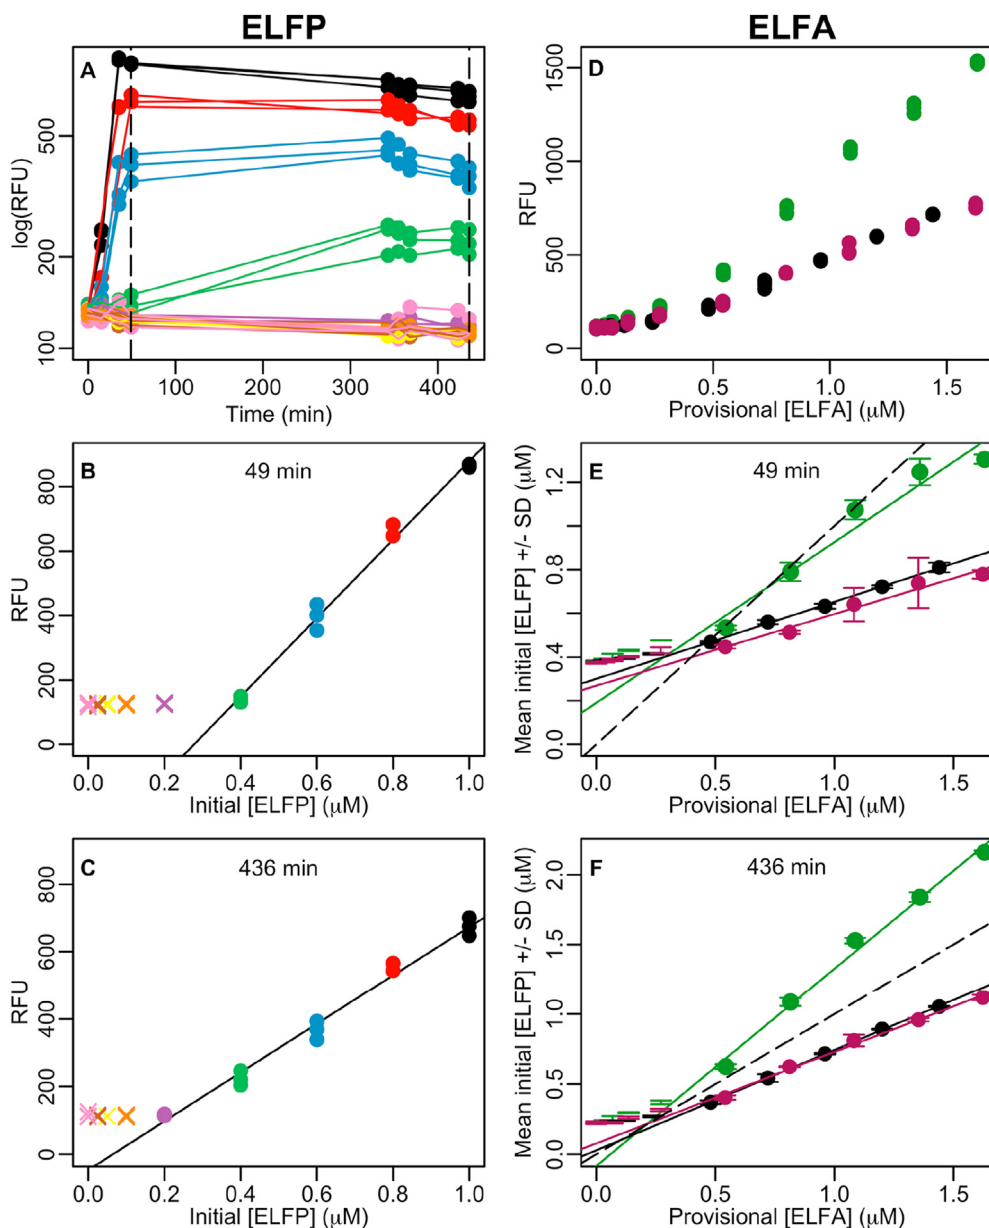 ELFP
ELFA
A
log(RFU)
500
200
100
0
100
200
300
400
Time (min)
D
RFU
1500
1000
500
0
0.0
0.5
1.0
1.5
Provisional [ELFA] (μM)
B
49 min
RFU
800
600
400
200
0
0.0
0.2
0.4
0.6
0.8
1.0
Initial [ELFP] (μM)
E
49 min
Mean initial [ELFP] +/- SD (μM)
1.2
0.8
0.4
0.0
0.0
0.5
1.0
1.5
Provisional [ELFA] (μM)
C
436 min
RFU
800
600
400
200
0
0.0
0.2
0.4
0.6
0.8
1.0
Initial [ELFP] (μM)
F
436 min
Mean initial [ELFP] +/- SD (μM)
2.0
1.5
1.0
0.5
0.0
0.0
0.5
1.0
1.5
Provisional [ELFA] (μM)